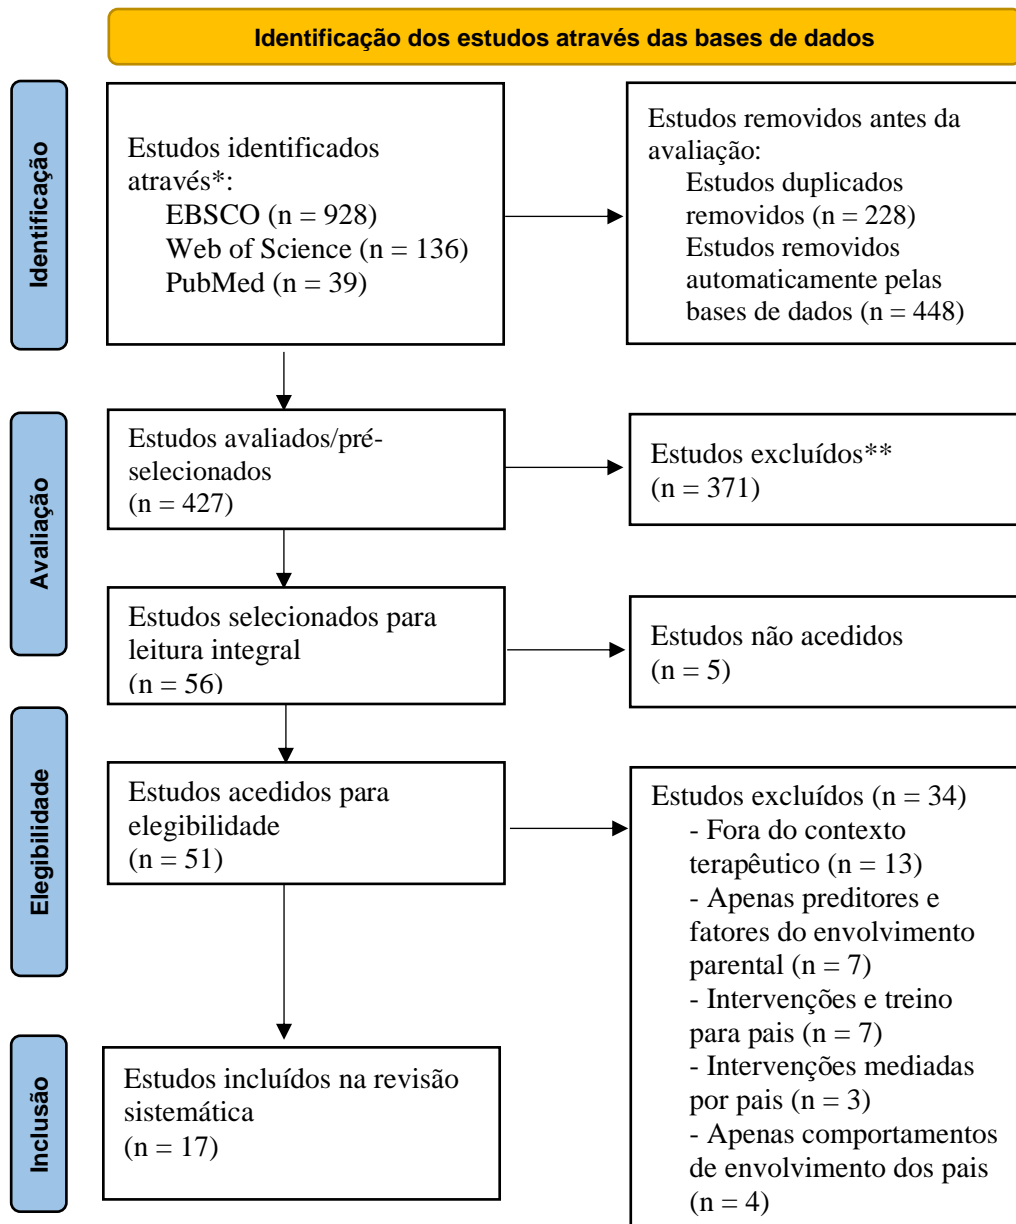 Identificação dos estudos através das bases de dados
Identificação
Estudos identificados
através*:
EBSCO (n = 928)
Web of Science (n = 136)
PubMed (n = 39)
Estudos removidos antes da
avaliação:
Estudos duplicados
removidos (n = 228)
Estudos removidos
automaticamente pelas
bases de dados (n = 448)
Avaliação
Estudos avaliados/pré-
selecionados
(n = 427)
Estudos excluídos**
(n = 371)
Estudos selecionados para
leitura integral
(n = 56)
Estudos não acedidos
(n = 5)
Elegibilidade
Estudos acedidos para
elegibilidade
(n = 51)
Estudos excluídos (n = 34)
- Fora do contexto
terapêutico (n = 13)
- Apenas preditores e
fatores do envolvimento
parental (n = 7)
- Intervenções e treino
para pais (n = 7)
- Intervenções mediadas
por pais (n = 3)
- Apenas comportamentos
de envolvimento dos pais
(n = 4)
Inclusão
Estudos incluídos na revisão
sistemática
(n = 17)